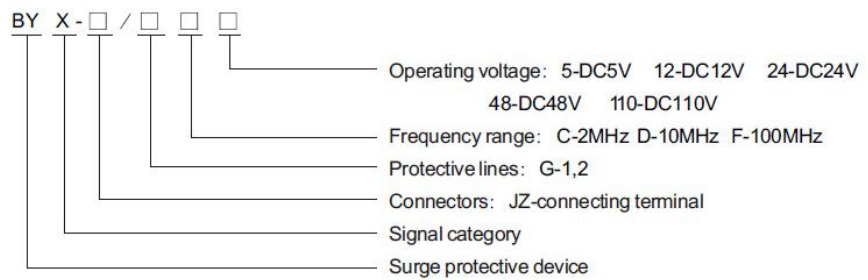 BY X-□/□ □ □
Operating voltage: 5-DC5V 12-DC12V 24-DC24V
48-DC48V 110-DC110V
Frequency range: C-2MHz D-10MHz F-100MHz
Protective lines: G-1,2
Connectors: JZ-connecting terminal
Signal category
Surge protective device